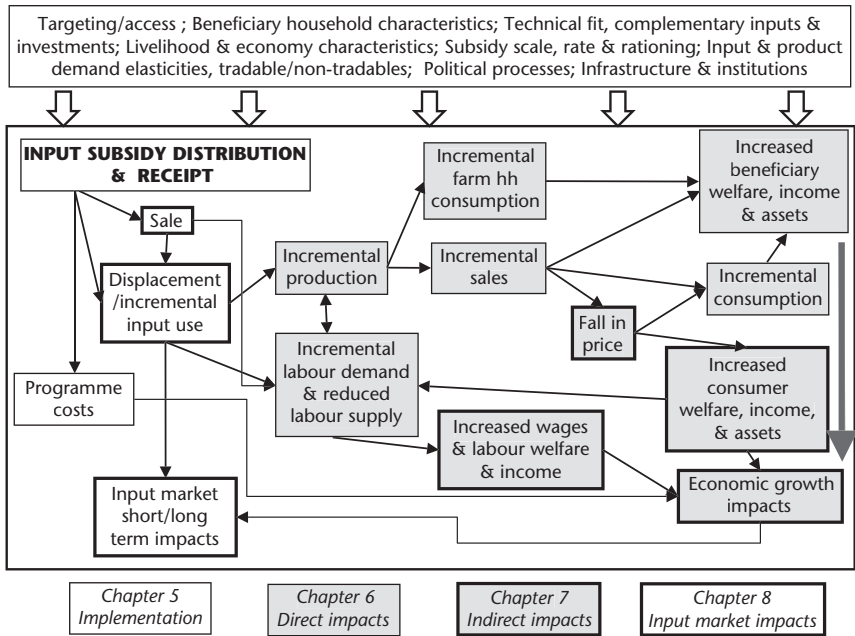 Targeting/access ; Beneficiary household characteristics; Technical fit, complementary inputs &
investments; Livelihood & economy characteristics; Subsidy scale, rate & rationing; Input & product
demand elasticities, tradable/non-tradables; Political processes; Infrastructure & institutions
INPUT SUBSIDY DISTRIBUTION
& RECEIPT
Sale
Displacement
/incremental
input use
Programme
costs
Input market
short/long
term impacts
Incremental
production
Incremental
labour demand
& reduced
labour supply
Incremental
farm hh
consumption
Incremental
sales
Fall in
price
Increased wages
& labour welfare
& income
Increased
beneficiary
welfare, income
& assets
Incremental
consumption
Increased
consumer
welfare, income,
& assets
Economic growth
impacts
Chapter 5
Implementation
Chapter 6
Direct impacts
Chapter 7
Indirect impacts
Chapter 8
Input market impacts